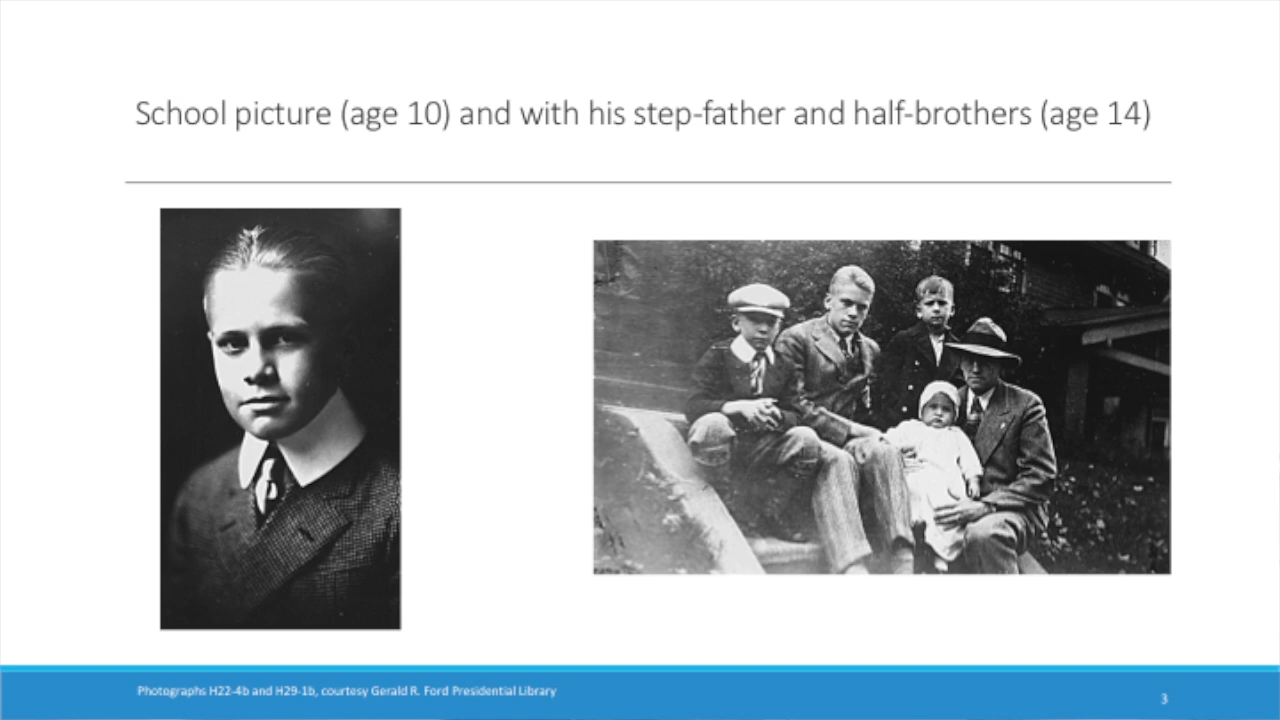 School picture (age 10) and with his step-father and half-brothers (age 14)
Photographs H22-4b and H29-1b, courtesy Gerald R. Ford Presidential Library
3